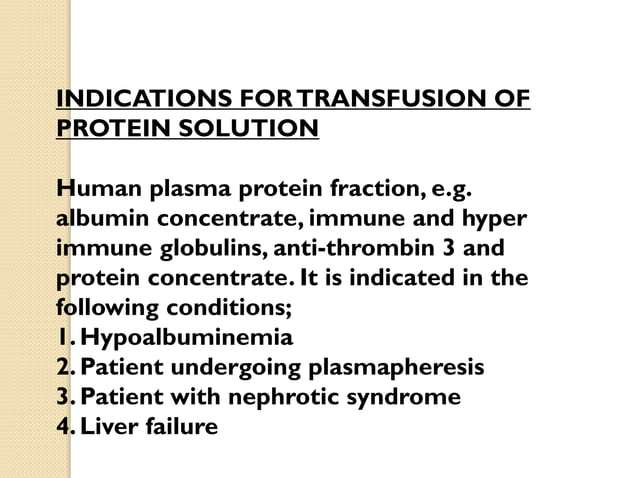 INDICATIONS FOR TRANSFUSION OF
PROTEIN SOLUTION
Human plasma protein fraction, e.g.
albumin concentrate, immune and hyper
immune globulins, anti-thrombin 3 and
protein concentrate. It is indicated in the
following conditions;
1. Hypoalbuminemia
2. Patient undergoing plasmapheresis
3. Patient with nephrotic syndrome
4. Liver failure